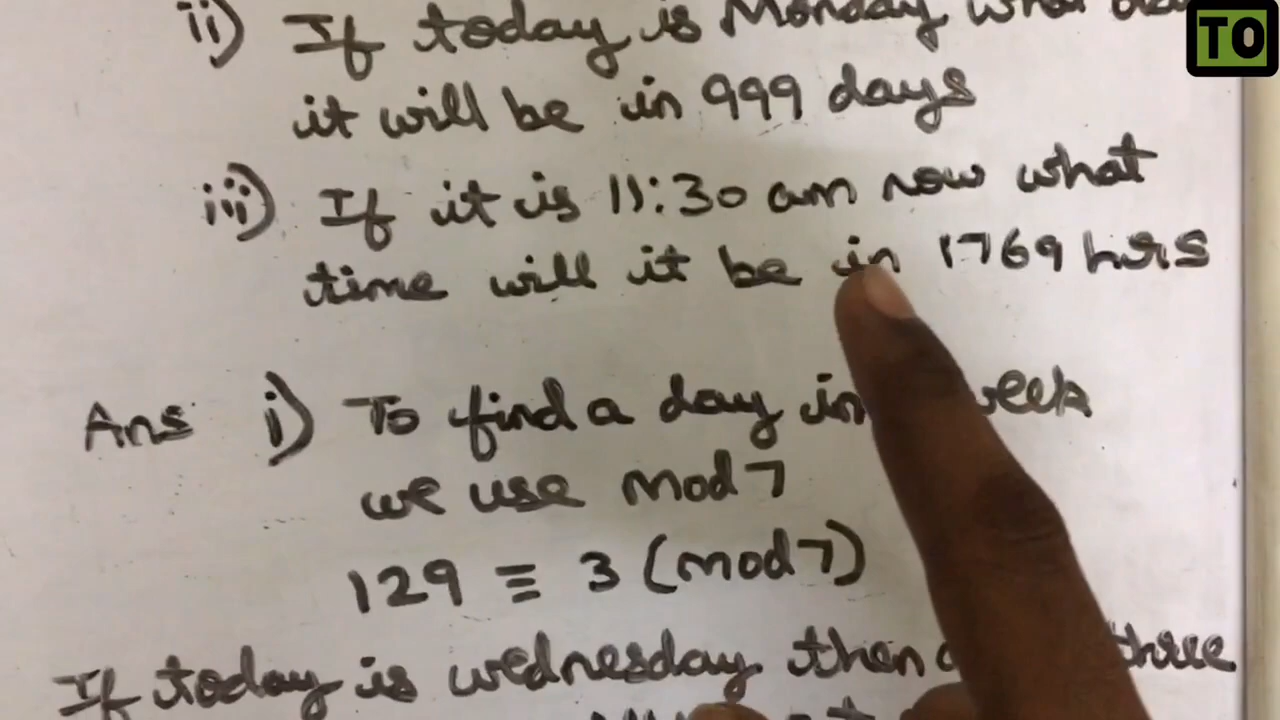 TO
ii) If today is Monday what
it will be in 999 days
iii) If it is 11:30 am now what
time will it be in 1769 hrs
Ans i) To find a day in week
we use mod 7
129 ≡ 3 (mod 7)
If today is wednesday then three